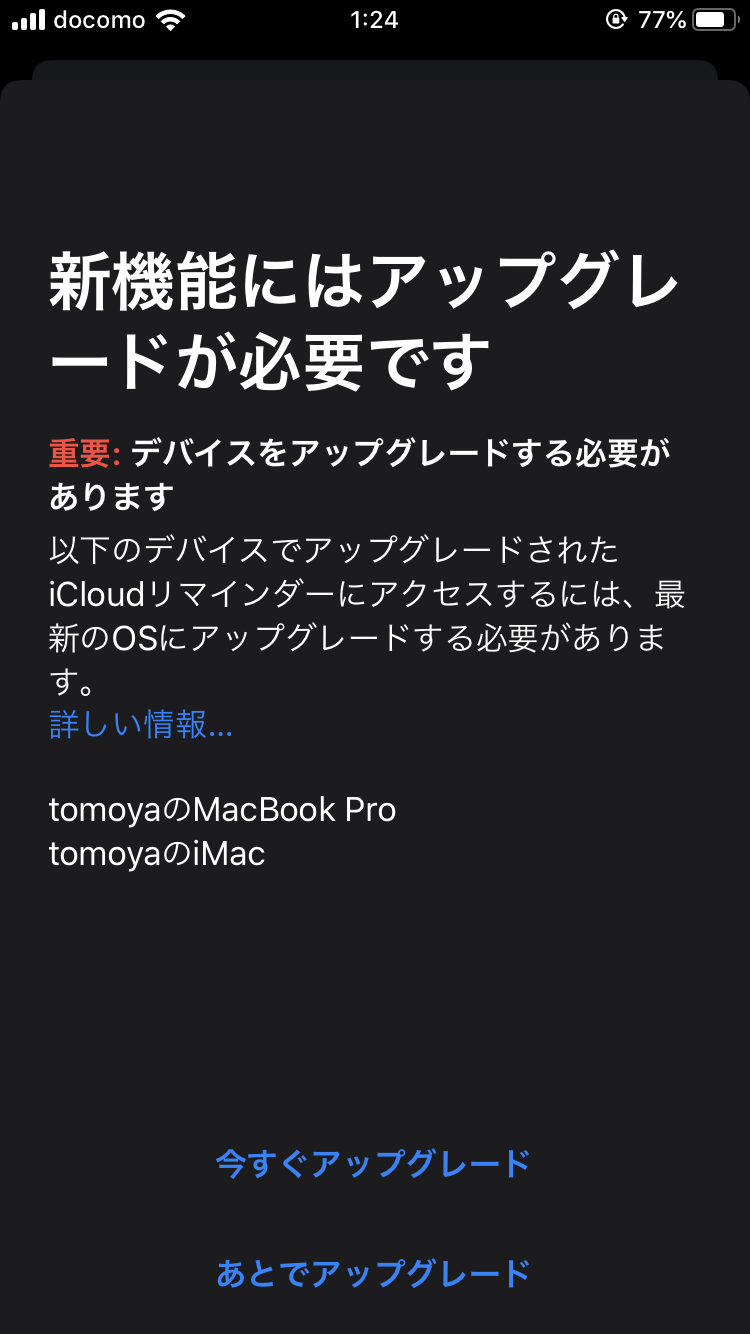 docomo 1:24 77%
新機能にはアップグレ
ードが必要です
重要: デバイスをアップグレードする必要が
あります
以下のデバイスでアップグレードされた
iCloudリマインダーにアクセスするには、最
新のOSにアップグレードする必要がありま
す。
詳しい情報...
tomoyaのMacBook Pro
tomoyaのiMac
今すぐアップグレード
あとでアップグレード